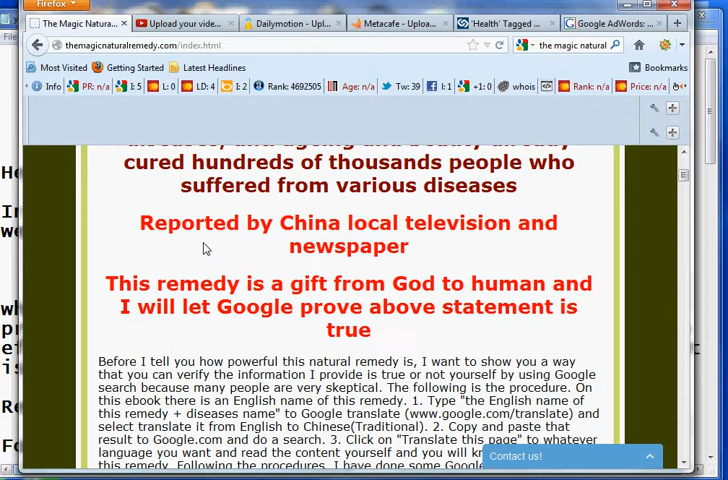 Firefox
The Magic Natural...
Upload your vide...
Dailymotion - Uplo...
Metacafe - Uploa...
'Health' Tagged ...
Google AdWords: ...
themagicnaturalremedy.com/index.html
the magic natural
Most Visited
Getting Started
Latest Headlines
Bookmarks
Info
PR: n/a
I: 5
L: 0
LD: 4
I: 2
Rank: 4692505
Age: n/a
Tw: 39
I: 1
+1: 0
whois
Rank: n/a
Price: n/a
cured hundreds of thousands people who
suffered from various diseases
Reported by China local television and
newspaper
This remedy is a gift from God to human and
I will let Google prove above statement is
true
Before I tell you how powerful this natural remedy is, I want to show you a way
that you can verify the information I provide is true or not yourself by using Google
search because many people are very skeptical. The following is the procedure. On
this ebook there is an English name of this remedy. 1. Type "the English name of
this remedy + diseases name" to Google translate (www.google.com/translate) and
select translate it from English to Chinese(Traditional). 2. Copy and paste that
result to Google.com and do a search. 3. Click on "Translate this page" to whatever
language you want and read the content yourself and you will kno
this remedy. Following the procedures, I have done some Google
Contact us!